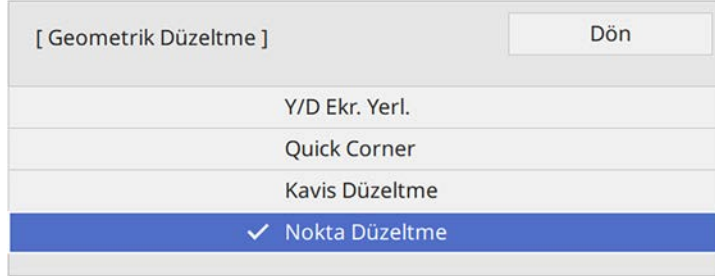 [ Geometrik Düzeltme ]
Dön
Y/D Ekr. Yerl.
Quick Corner
Kavis Düzeltme
Nokta Düzeltme